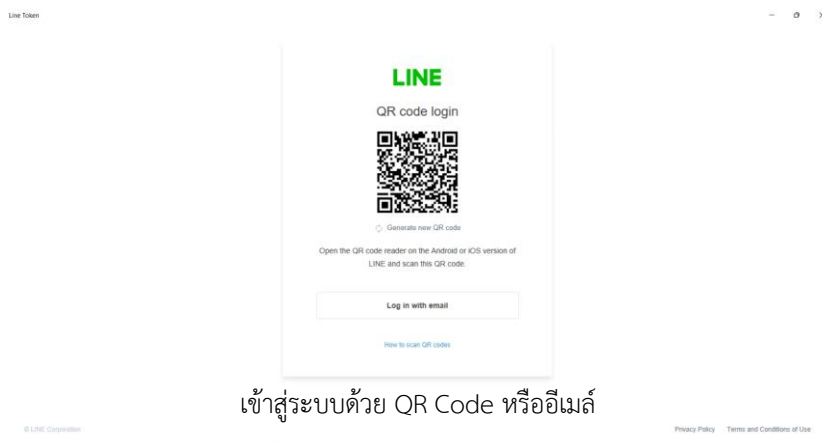 Line Token
LINE
QR code login
Generate new QR code
Open the QR code reader on the Android or iOS version of
LINE and scan this QR code.
Log in with email
How to scan QR codes
เข้าสู่ระบบด้วย QR Code หรืออีเมล์
© LINE Corporation
Privacy Policy Terms and Conditions of Use